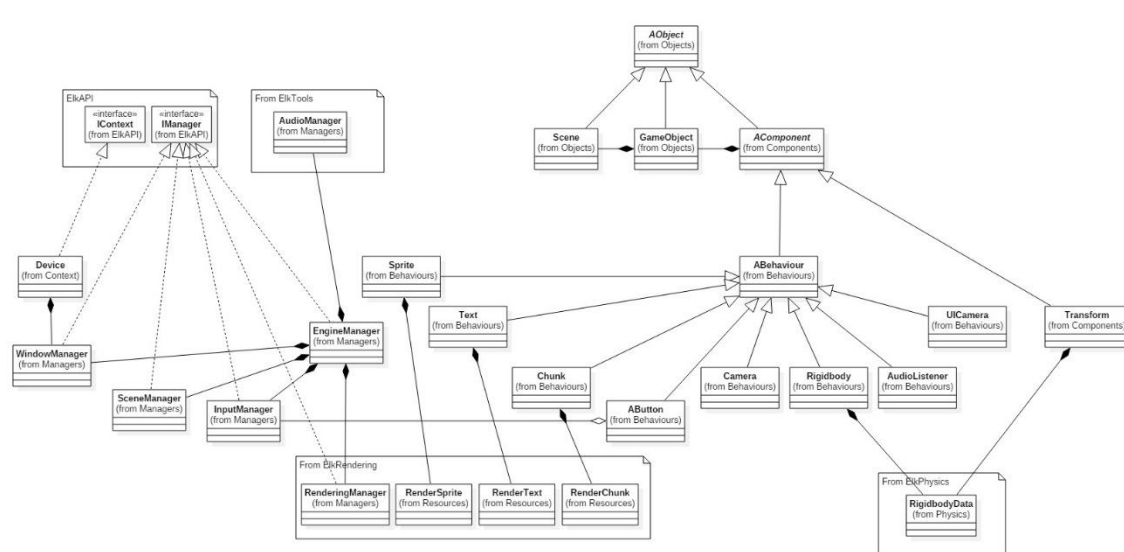 AObject
(from Objects)
ElkAPI
«interface»
IContext
(from ElkAPI)
«interface»
IManager
(from ElkAPI)
From ElkTools
AudioManager
(from Managers)
Scene
(from Objects)
GameObject
(from Objects)
AComponent
(from Components)
Device
(from Context)
Sprite
(from Behaviours)
ABehaviour
(from Behaviours)
Text
(from Behaviours)
UICamera
(from Behaviours)
Transform
(from Components)
EngineManager
(from Managers)
WindowManager
(from Managers)
SceneManager
(from Managers)
InputManager
(from Managers)
Chunk
(from Behaviours)
AButton
(from Behaviours)
Camera
(from Behaviours)
Rigidbody
(from Behaviours)
AudioListener
(from Behaviours)
From ElkRendering
RenderingManager
(from Managers)
RenderSprite
(from Resources)
RenderText
(from Resources)
RenderChunk
(from Resources)
From ElkPhysics
RigidbodyData
(from Physics)